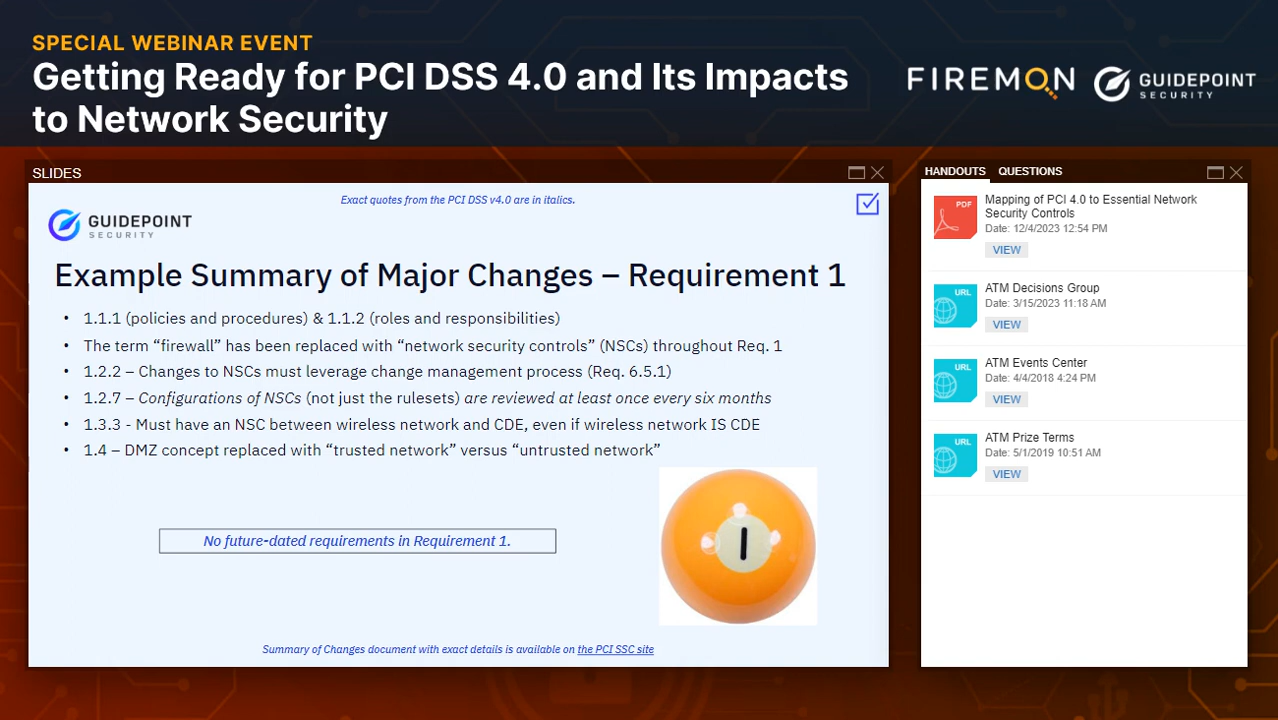 SPECIAL WEBINAR EVENT
Getting Ready for PCI DSS 4.0 and Its Impacts
to Network Security
FIREMON
GUIDEPOINT
SECURITY
SLIDES
Exact quotes from the PCI DSS v4.0 are in italics.
GUIDEPOINT
SECURITY
Example Summary of Major Changes – Requirement 1
• 1.1.1 (policies and procedures) & 1.1.2 (roles and responsibilities)
• The term “firewall” has been replaced with “network security controls” (NSCs) throughout Req. 1
• 1.2.2 – Changes to NSCs must leverage change management process (Req. 6.5.1)
• 1.2.7 – Configurations of NSCs (not just the rulesets) are reviewed at least once every six months
• 1.3.3 - Must have an NSC between wireless network and CDE, even if wireless network IS CDE
• 1.4 – DMZ concept replaced with “trusted network” versus “untrusted network”
No future-dated requirements in Requirement 1.
1
Summary of Changes document with exact details is available on the PCI SSC site
HANDOUTS QUESTIONS
PDF
Mapping of PCI 4.0 to Essential Network
Security Controls
Date: 12/4/2023 12:54 PM
VIEW
URL
ATM Decisions Group
Date: 3/15/2023 11:18 AM
VIEW
URL
ATM Events Center
Date: 4/4/2018 4:24 PM
VIEW
URL
ATM Prize Terms
Date: 5/1/2019 10:51 AM
VIEW